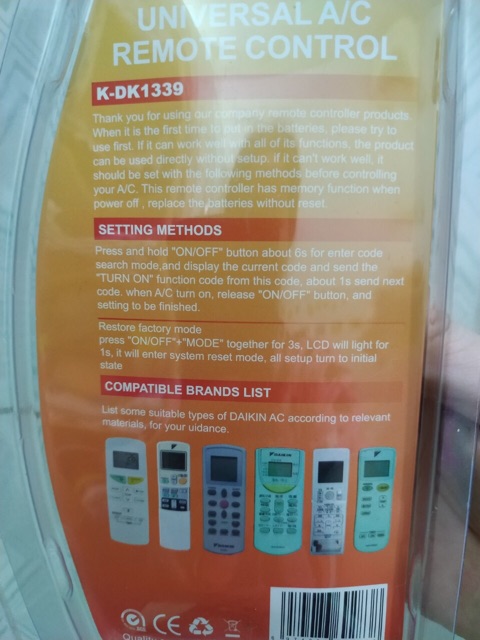 UNIVERSAL A/C
REMOTE CONTROL
K-DK1339
Thank you for using our company remote controller products.
When it is the first time to put in the batteries, please try to
use first. If it can work well with all of its functions, the product
can be used directly without setup. if it can't work well, it
should be set with the following methods before controlling
your A/C. This remote controller has memory function when
power off , replace the batteries without reset.
SETTING METHODS
Press and hold "ON/OFF" button about 6s for enter code
search mode,and display the current code and send the
"TURN ON" function code from this code, about 1s send next
code. when A/C turn on, release "ON/OFF" button, and
setting to be finished.
Restore factory mode
press "ON/OFF"+"MODE" together for 3s, LCD will light for
1s, it will enter system reset mode, all setup turn to initial
state
COMPATIBLE BRANDS LIST
List some suitable types of DAIKIN AC according to relevant
materials, for your uidance.
DAIKIN
CE